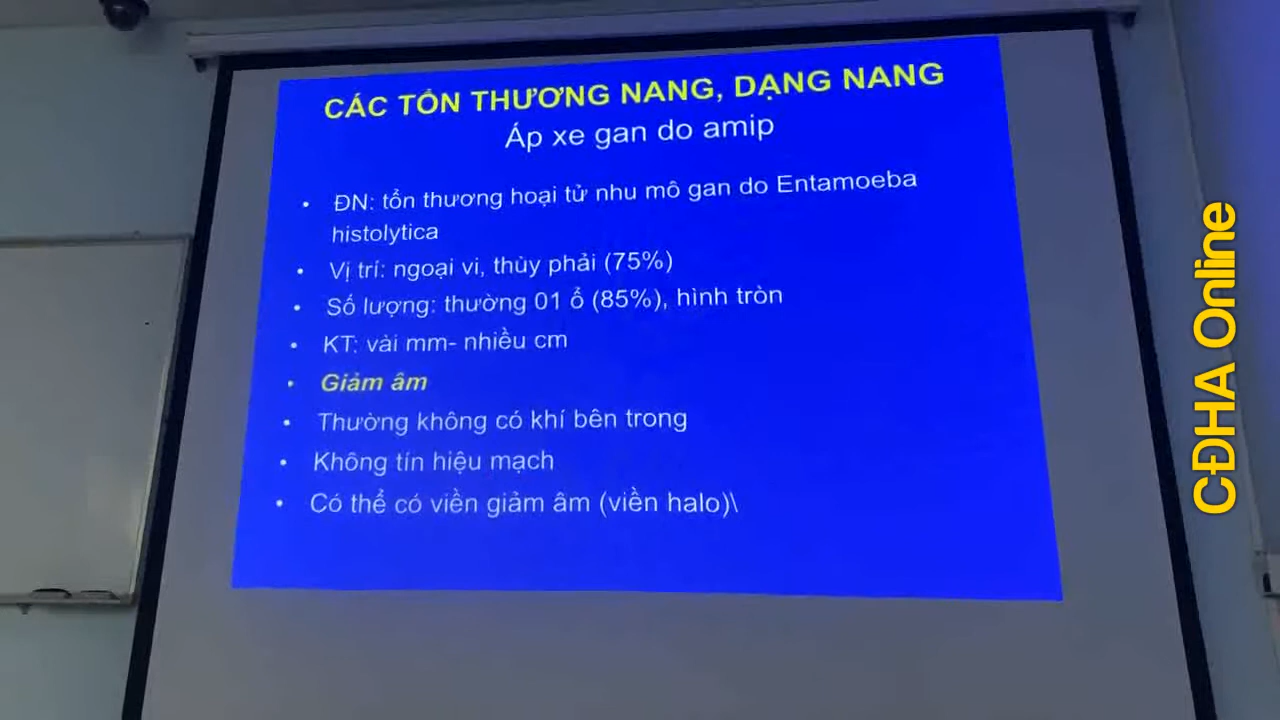 CÁC TỔN THƯƠNG NANG, DẠNG NANG
Áp xe gan do amip
• ĐN: tổn thương hoại tử nhu mô gan do Entamoeba
histolytica
• Vị trí: ngoại vi, thùy phải (75%)
• Số lượng: thường 01 ổ (85%), hình tròn
• KT: vài mm- nhiều cm
• Giảm âm
• Thường không có khí bên trong
• Không tín hiệu mạch
• Có thể có viền giảm âm (viền halo)\
CĐHA Online